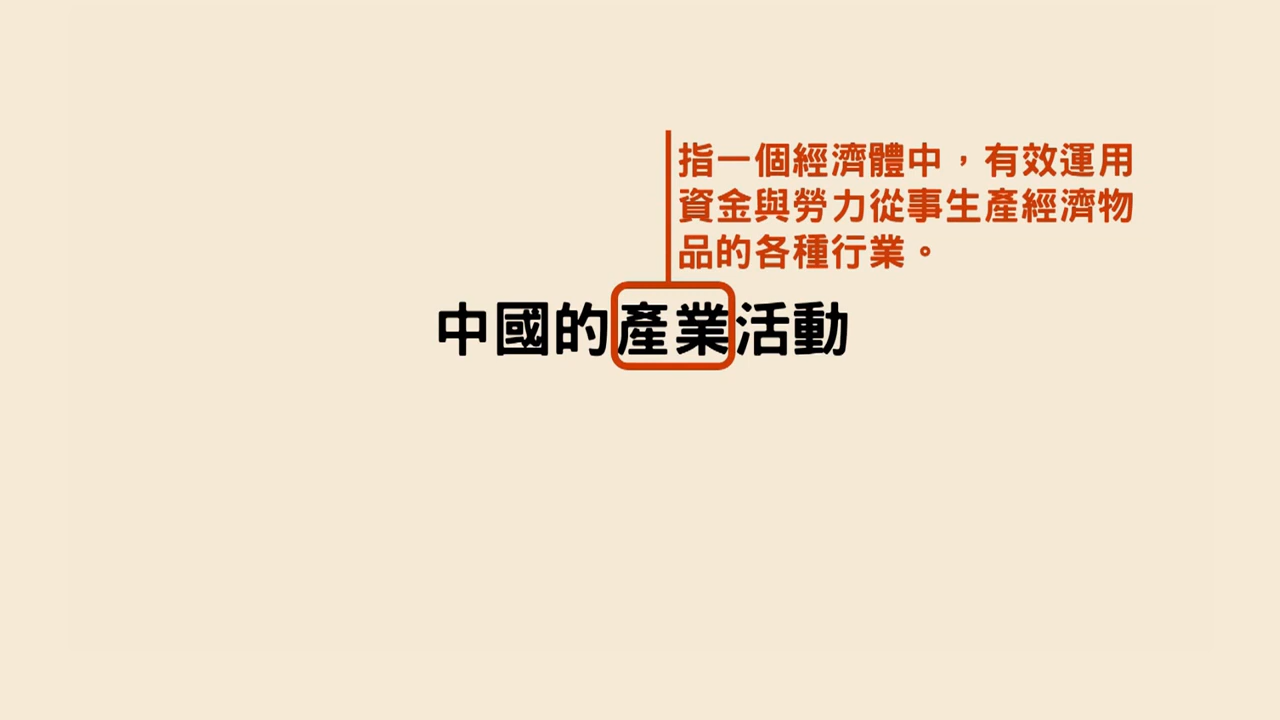 指一個經濟體中，有效運用
資金與勞力從事生產經濟物
品的各種行業。
中國的產業活動